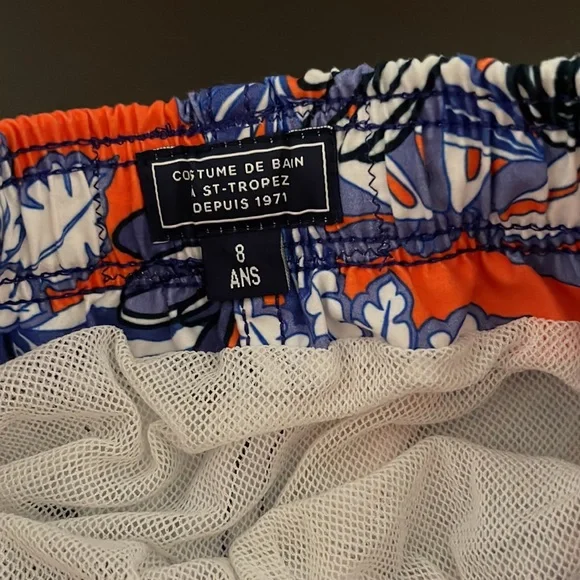 COSTUME DE BAIN
À ST-TROPEZ
DEPUIS 1971
8
ANS